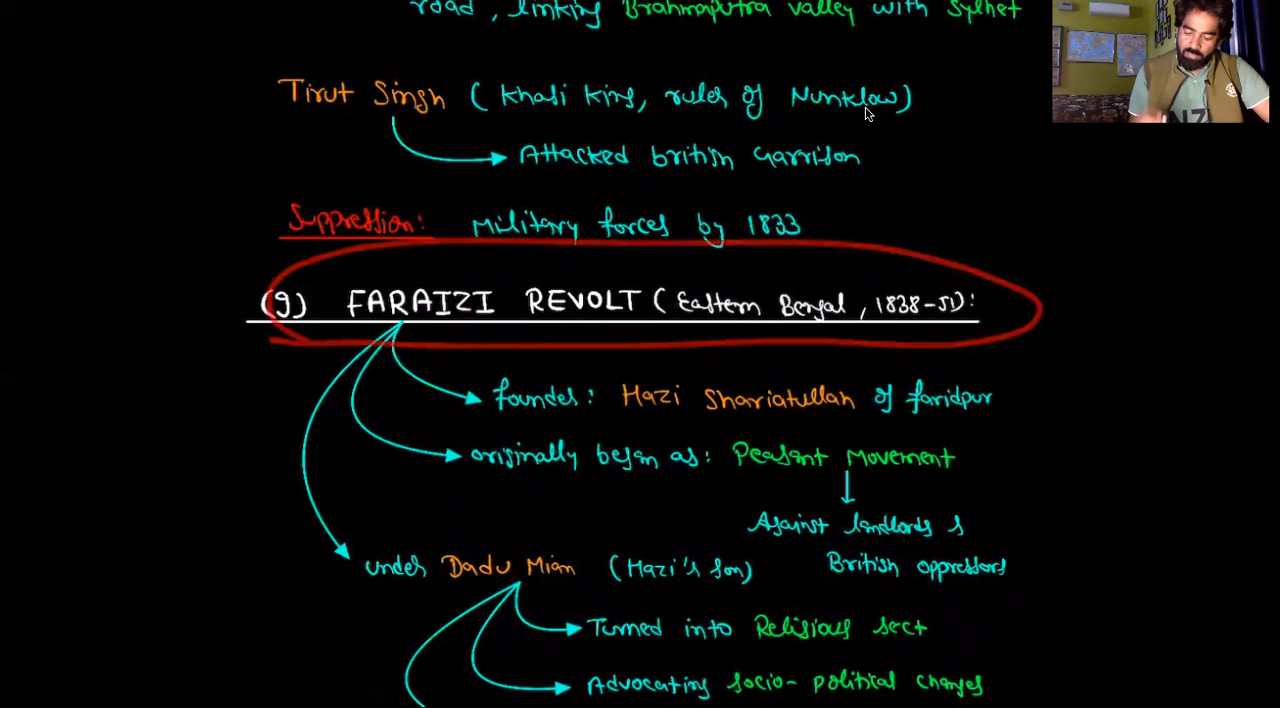 road, linking Brahmaputra valley with Sylhet
Tirut Singh (Khasi King, ruler of Nunklow)
Attacked british Garrison
Suppression: Military forces by 1833
(g) FARAIZI REVOLT (Eastern Bengal, 1838-51):
founder: Hazi Shariatullah of faridpur
originally began as: Peasant Movement
Against landlords &
British oppressors
under Dadu Mian (Hazi's son)
Turned into Religious sect
Advocating socio-political changes